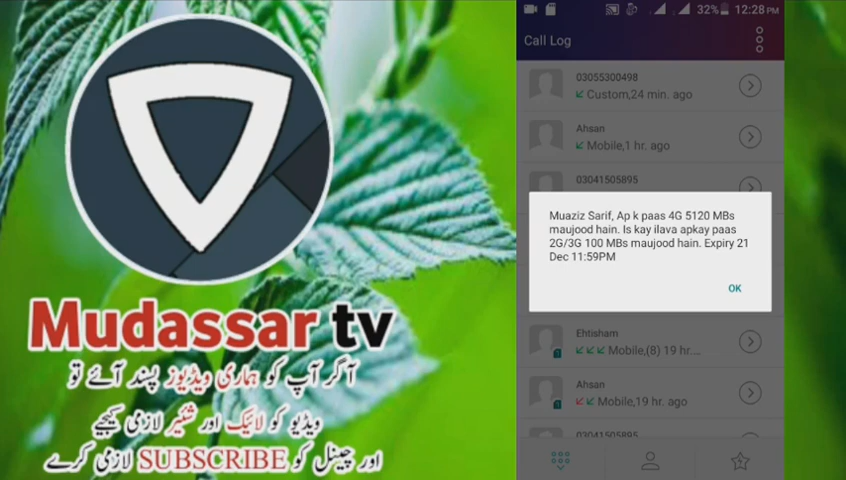 Mudassar tv
آگر آپ کو ہماری ویڈیوز پسند آئے تو
ویڈیو کو لائیک اور شئیر لازمی کیجیے
اور چینل کو SUBSCRIBE لازمی کرے
32% 12:28 PM
Call Log
03055300498
Custom,24 min. ago
Ahsan
Mobile,1 hr. ago
03041505895
Muaziz Sarif, Ap k paas 4G 5120 MBs
maujood hain. Is kay ilava apkay paas
2G/3G 100 MBs maujood hain. Expiry 21
Dec 11:59PM
OK
Ehtisham
Mobile,(8) 19 hr....
Ahsan
Mobile,19 hr. ago
03041505895